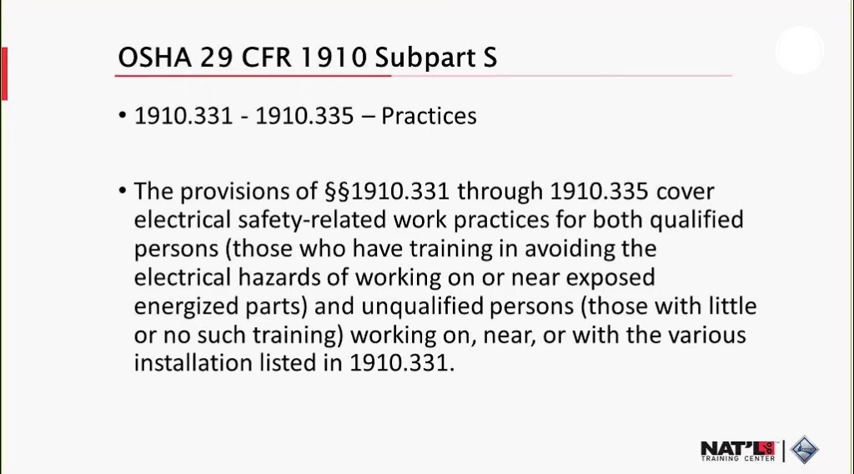 OSHA 29 CFR 1910 Subpart S
• 1910.331 - 1910.335 – Practices
• The provisions of §§1910.331 through 1910.335 cover
electrical safety-related work practices for both qualified
persons (those who have training in avoiding the
electrical hazards of working on or near exposed
energized parts) and unqualified persons (those with little
or no such training) working on, near, or with the various
installation listed in 1910.331.
NAT'L
TRAINING CENTER